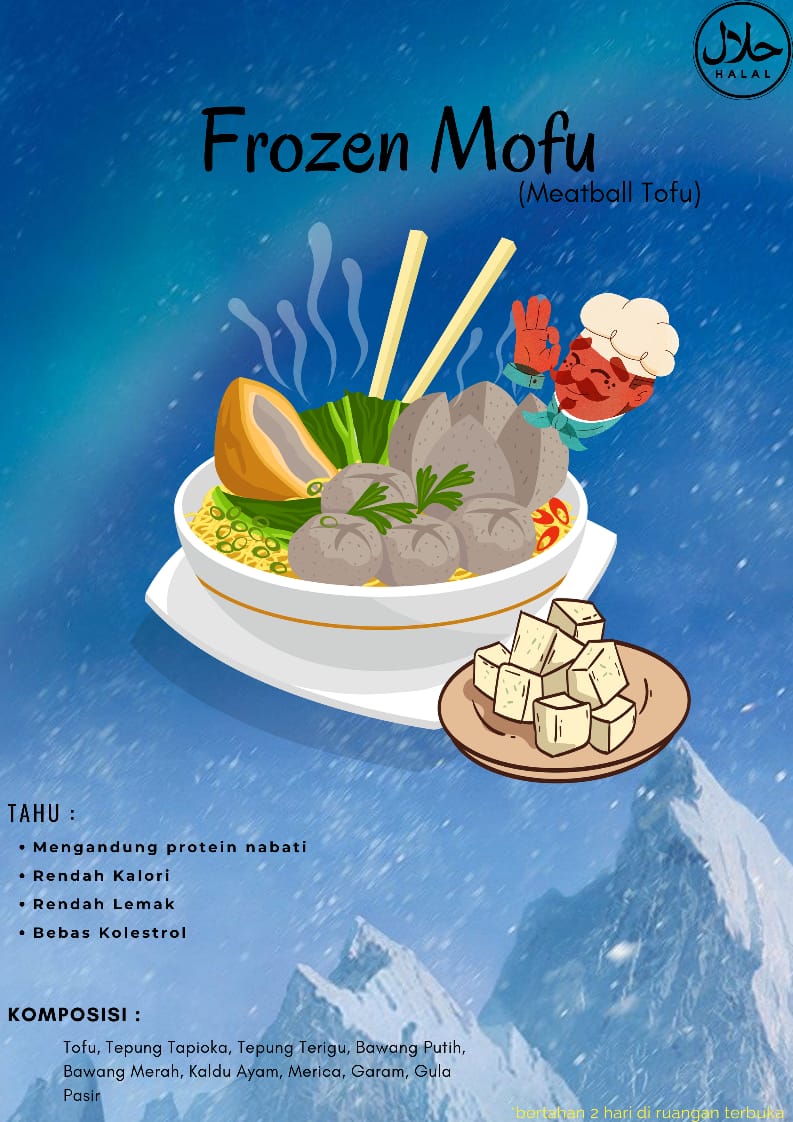 حلال
HALAL
Frozen Mofu
(Meatball Tofu)
TAHU :
• Mengandung protein nabati
• Rendah Kalori
• Rendah Lemak
• Bebas Kolestrol
KOMPOSISI :
Tofu, Tepung Tapioka, Tepung Terigu, Bawang Putih,
Bawang Merah, Kaldu Ayam, Merica, Garam, Gula
Pasir
*bertahan 2 hari di ruangan terbuka